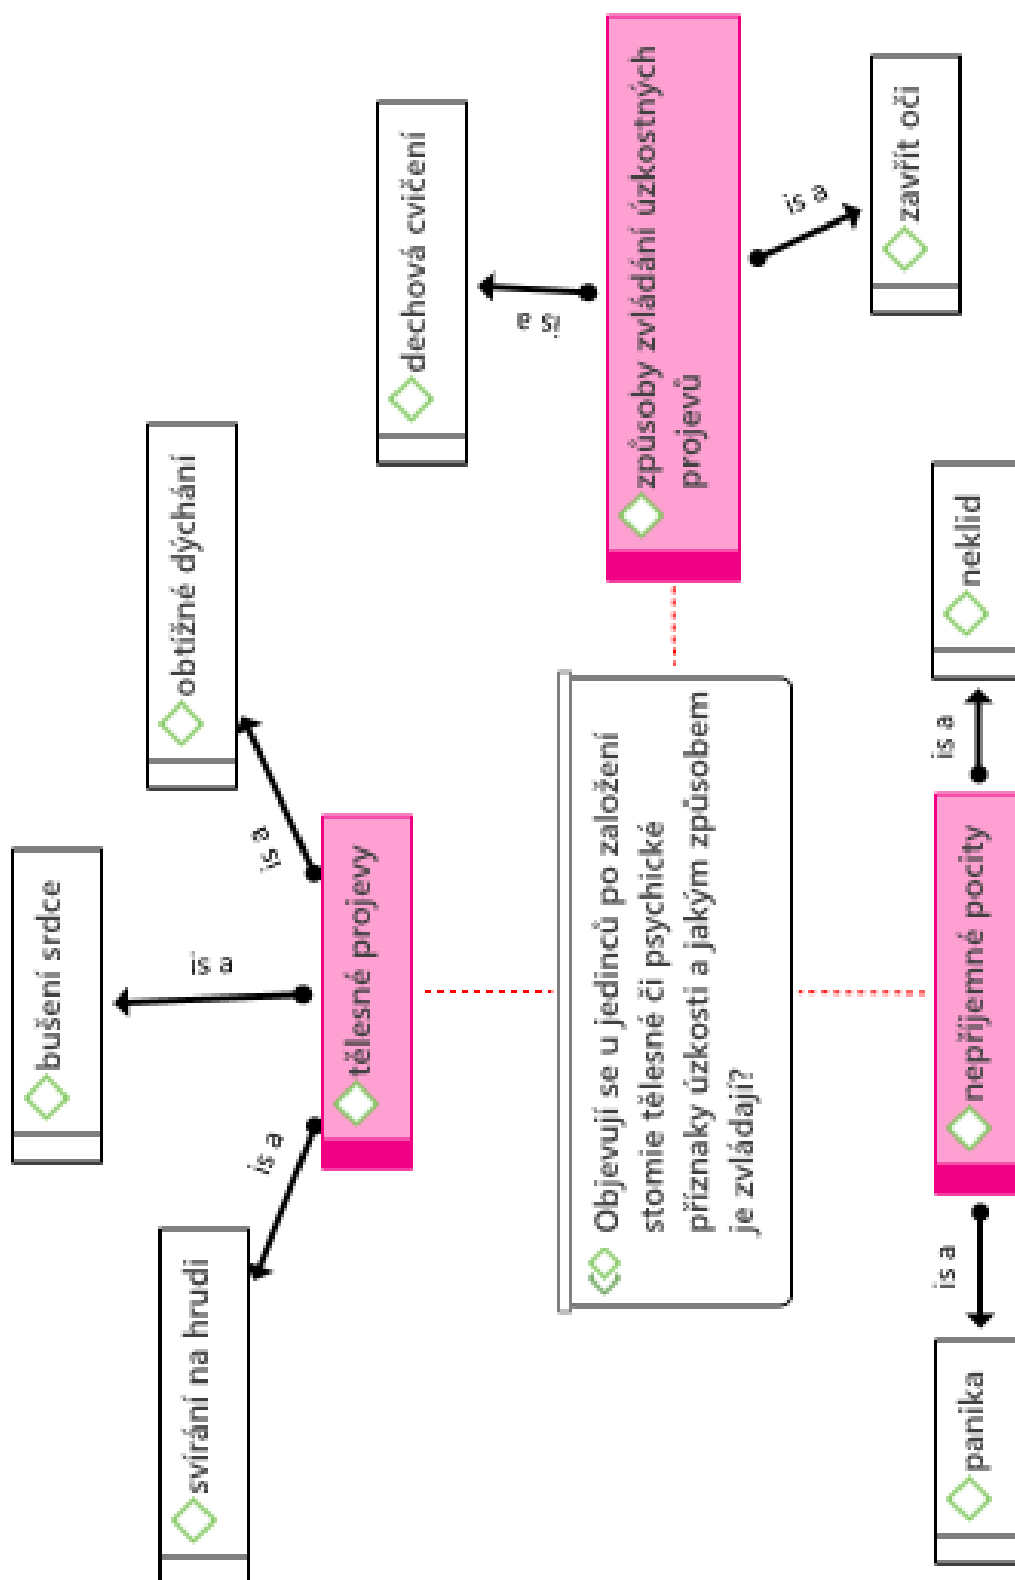 bušení srdce
svírání na hrudi
obtížné dýchání
is a
is a
is a
tělesné projevy
dechová cvičení
is a
Objevují se u jedinců po založení
stomie tělesné či psychické
příznaky úzkosti a jakým způsobem
je zvládají?
způsoby zvládání úzkostných
projevů
is a
zavřít oči
panika
is a
nepříjemné pocity
is a
neklid